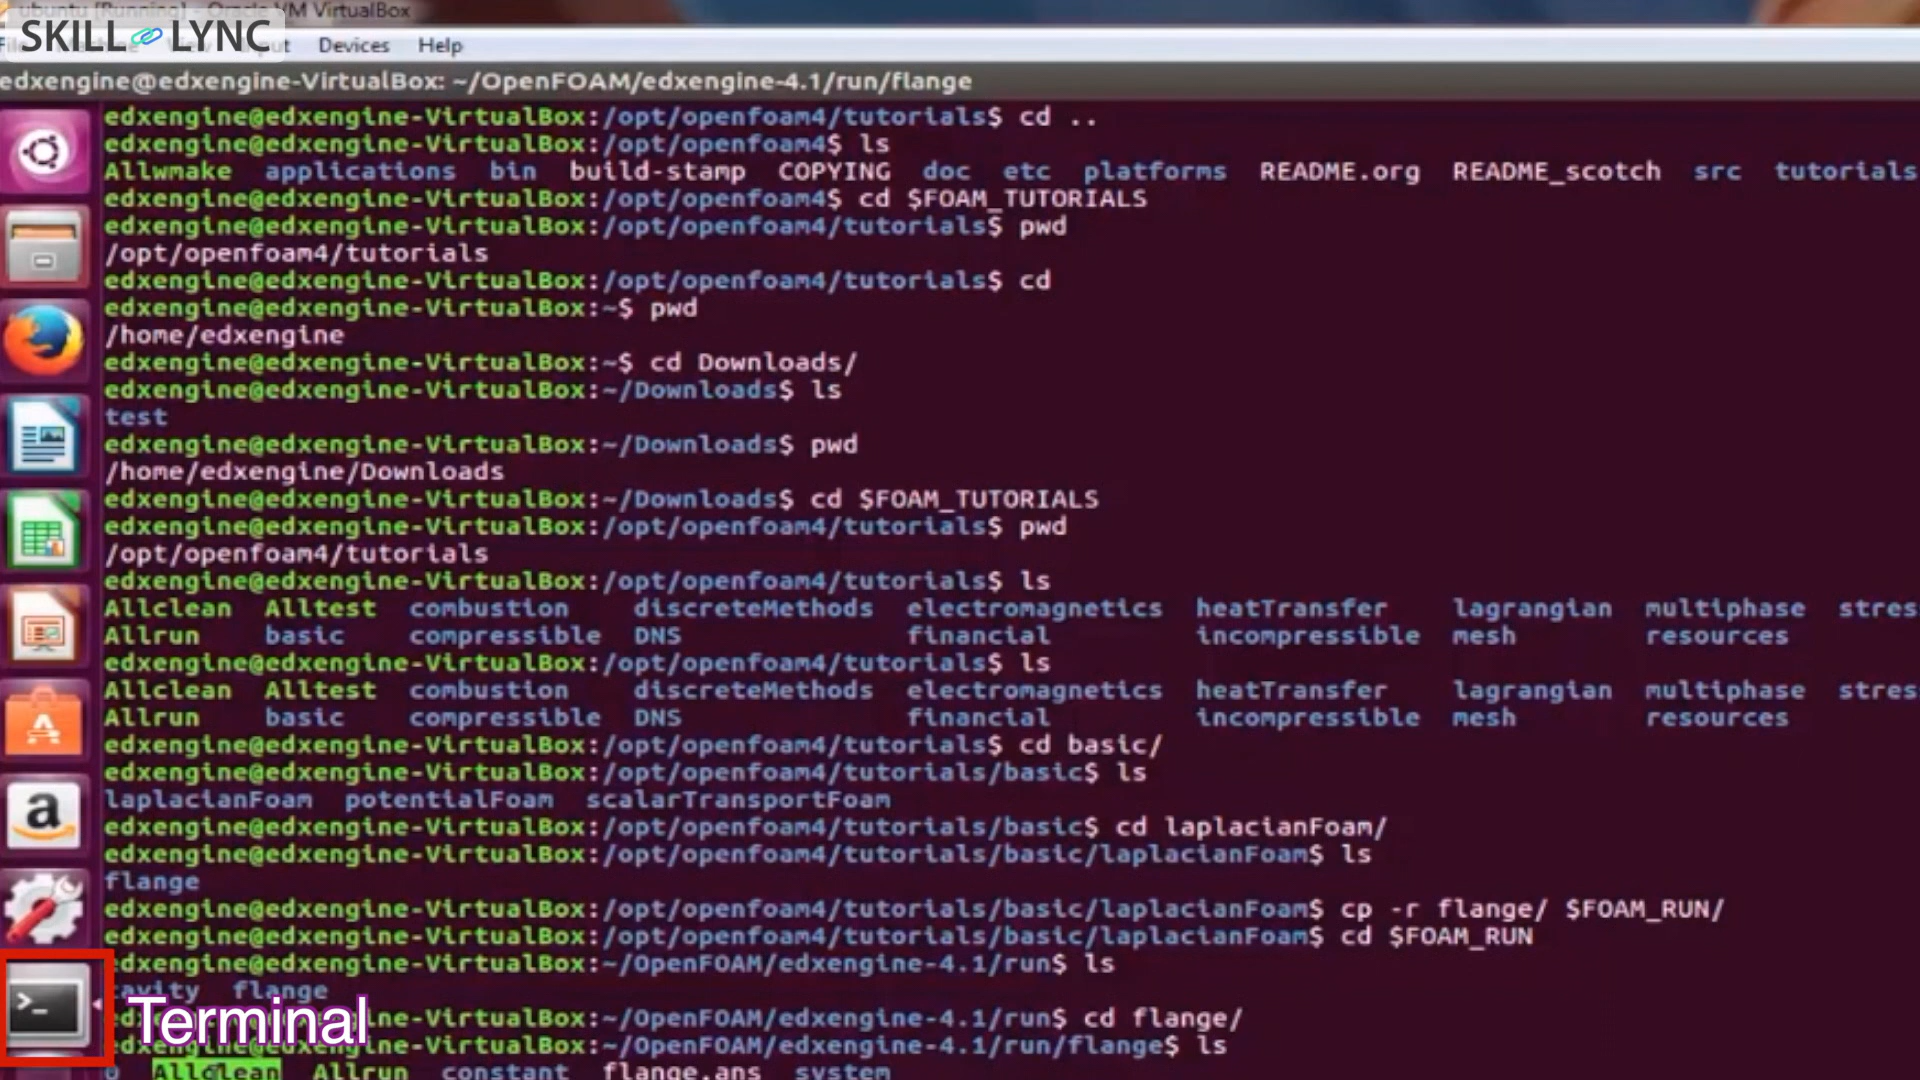 ubuntu [Running] - Oracle VM VirtualBox
SKILL LYNC
Devices Help
edxengine@edxengine-VirtualBox: ~/OpenFOAM/edxengine-4.1/run/flange
edxengine@edxengine-VirtualBox:/opt/openfoam4/tutorials$ cd ..
edxengine@edxengine-VirtualBox:/opt/openfoam4$ ls
Allwmake applications bin build-stamp COPYING doc etc platforms README.org README_scotch src tutorials
edxengine@edxengine-VirtualBox:/opt/openfoam4$ cd $FOAM_TUTORIALS
edxengine@edxengine-VirtualBox:/opt/openfoam4/tutorials$ pwd
/opt/openfoam4/tutorials
edxengine@edxengine-VirtualBox:/opt/openfoam4/tutorials$ cd
edxengine@edxengine-VirtualBox:~$ pwd
/home/edxengine
edxengine@edxengine-VirtualBox:~$ cd Downloads/
edxengine@edxengine-VirtualBox:~/Downloads$ ls
test
edxengine@edxengine-VirtualBox:~/Downloads$ pwd
/home/edxengine/Downloads
edxengine@edxengine-VirtualBox:~/Downloads$ cd $FOAM_TUTORIALS
edxengine@edxengine-VirtualBox:/opt/openfoam4/tutorials$ pwd
/opt/openfoam4/tutorials
edxengine@edxengine-VirtualBox:/opt/openfoam4/tutorials$ ls
Allclean Alltest combustion discreteMethods electromagnetics heatTransfer lagrangian multiphase stres
Allrun basic compressible DNS financial incompressible mesh resources
edxengine@edxengine-VirtualBox:/opt/openfoam4/tutorials$ ls
Allclean Alltest combustion discreteMethods electromagnetics heatTransfer lagrangian multiphase stres
Allrun basic compressible DNS financial incompressible mesh resources
edxengine@edxengine-VirtualBox:/opt/openfoam4/tutorials$ cd basic/
edxengine@edxengine-VirtualBox:/opt/openfoam4/tutorials/basic$ ls
laplacianFoam potentialFoam scalarTransportFoam
edxengine@edxengine-VirtualBox:/opt/openfoam4/tutorials/basic$ cd laplacianFoam/
edxengine@edxengine-VirtualBox:/opt/openfoam4/tutorials/basic/laplacianFoam$ ls
flange
edxengine@edxengine-VirtualBox:/opt/openfoam4/tutorials/basic/laplacianFoam$ cp -r flange/ $FOAM_RUN/
edxengine@edxengine-VirtualBox:/opt/openfoam4/tutorials/basic/laplacianFoam$ cd $FOAM_RUN
edxengine@edxengine-VirtualBox:~/OpenFOAM/edxengine-4.1/run$ ls
cavity flange
Terminal
ne-VirtualBox:~/OpenFOAM/edxengine-4.1/run$ cd flange/
edxengine@edxengine-VirtualBox:~/OpenFOAM/edxengine-4.1/run/flange$ ls
0 Allclean Allrun constant flange.ans system